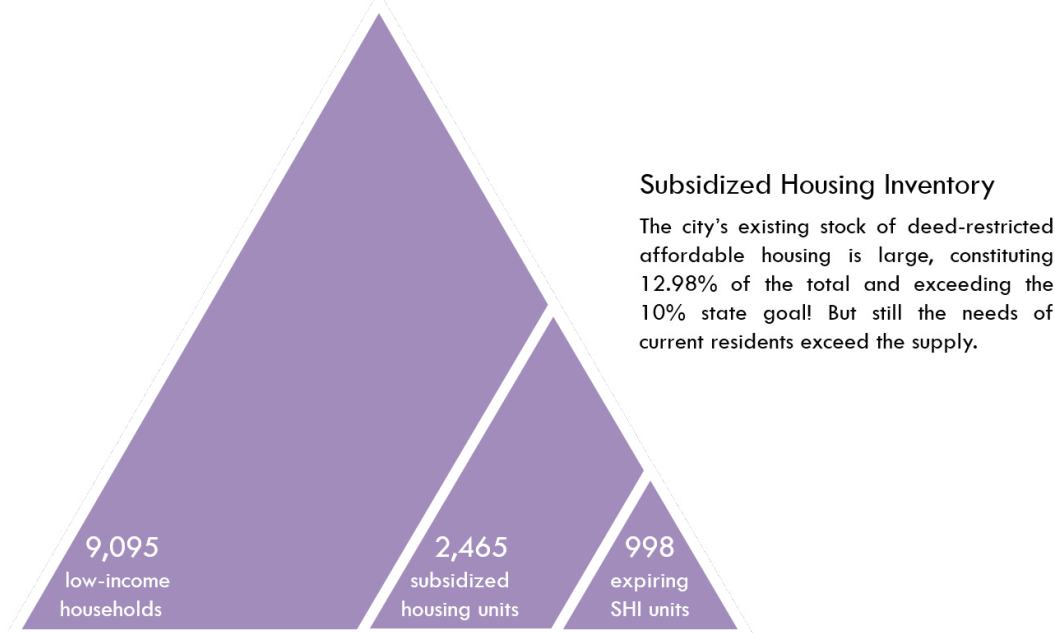 Subsidized Housing Inventory
The city's existing stock of deed-restricted
affordable housing is large, constituting
12.98% of the total and exceeding the
10% state goal! But still the needs of
current residents exceed the supply.
9,095
low-income
households
2,465
subsidized
housing units
998
expiring
SHI units